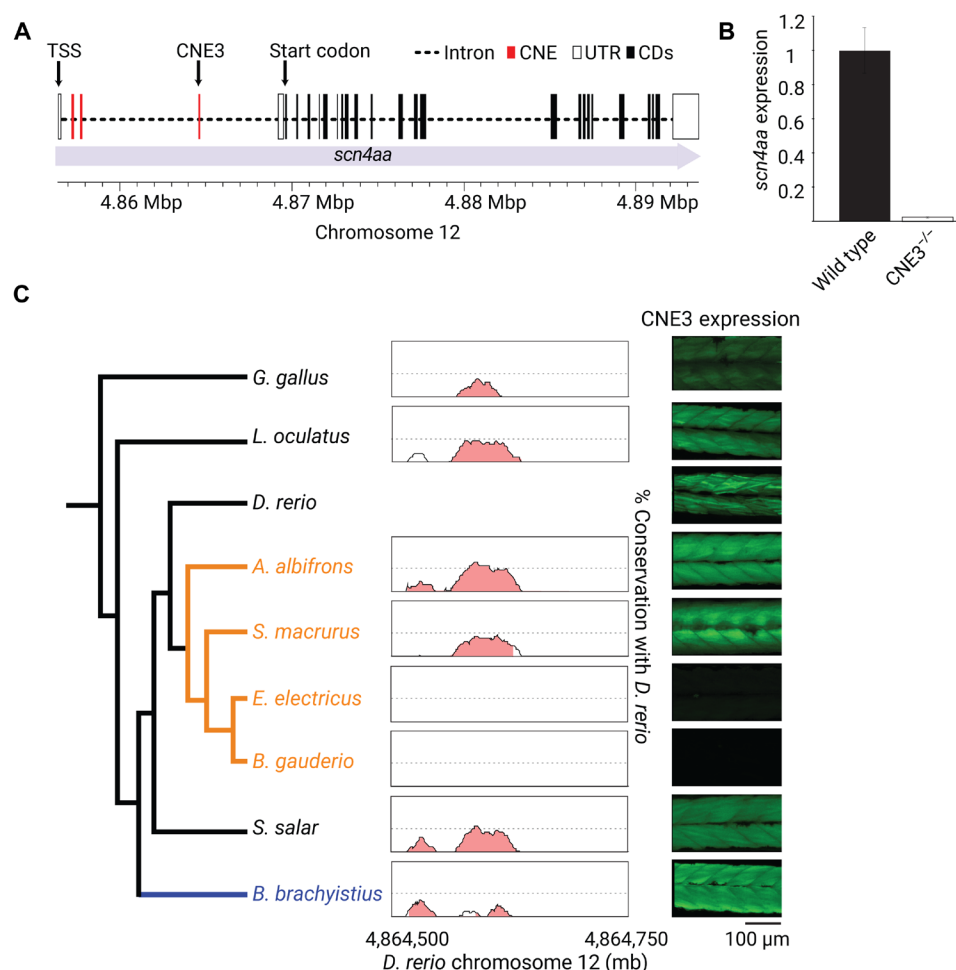 A
TSS
CNE3
Start codon
Intron
CNE
UTR
CDs
scn4aa
4.86 Mbp
4.87 Mbp
4.88 Mbp
4.89 Mbp
Chromosome 12
B
scn4aa expression
1.2
1
0.8
0.6
0.4
0.2
Wild type
CNE3⁻/⁻
C
CNE3 expression
G. gallus
L. oculatus
D. rerio
A. albifrons
S. macrurus
E. electricus
B. gauderio
S. salar
B. brachyistius
% Conservation with D. rerio
4,864,500
4,864,750
D. rerio chromosome 12 (mb)
100 µm